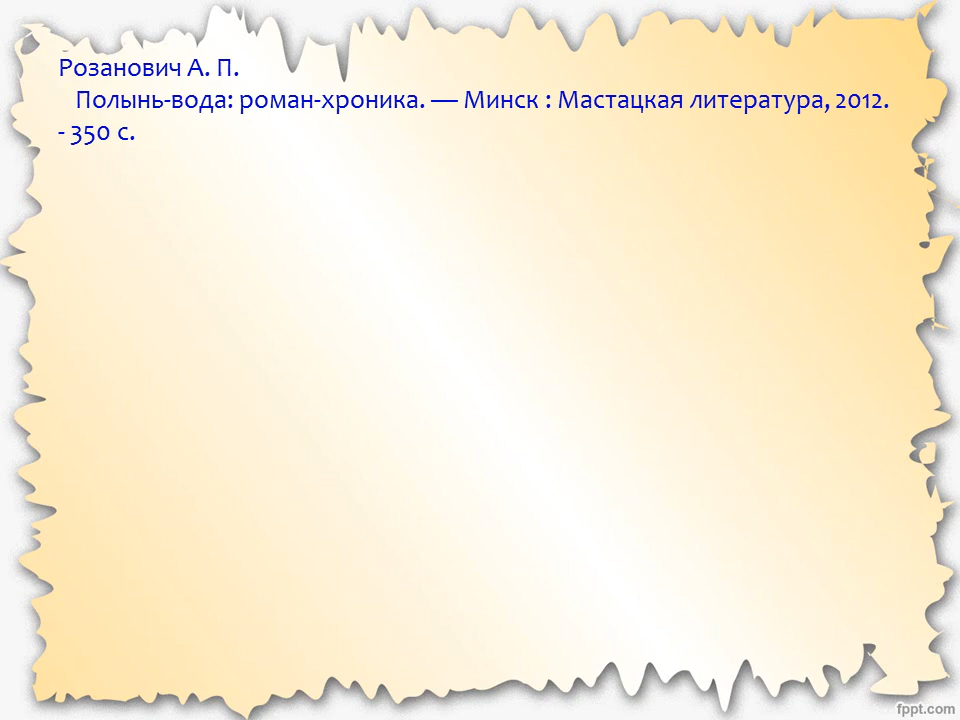 Розанович А. П.
Полынь-вода: роман-хроника. — Минск : Мастацкая литература, 2012.
- 350 с.
fppt.com